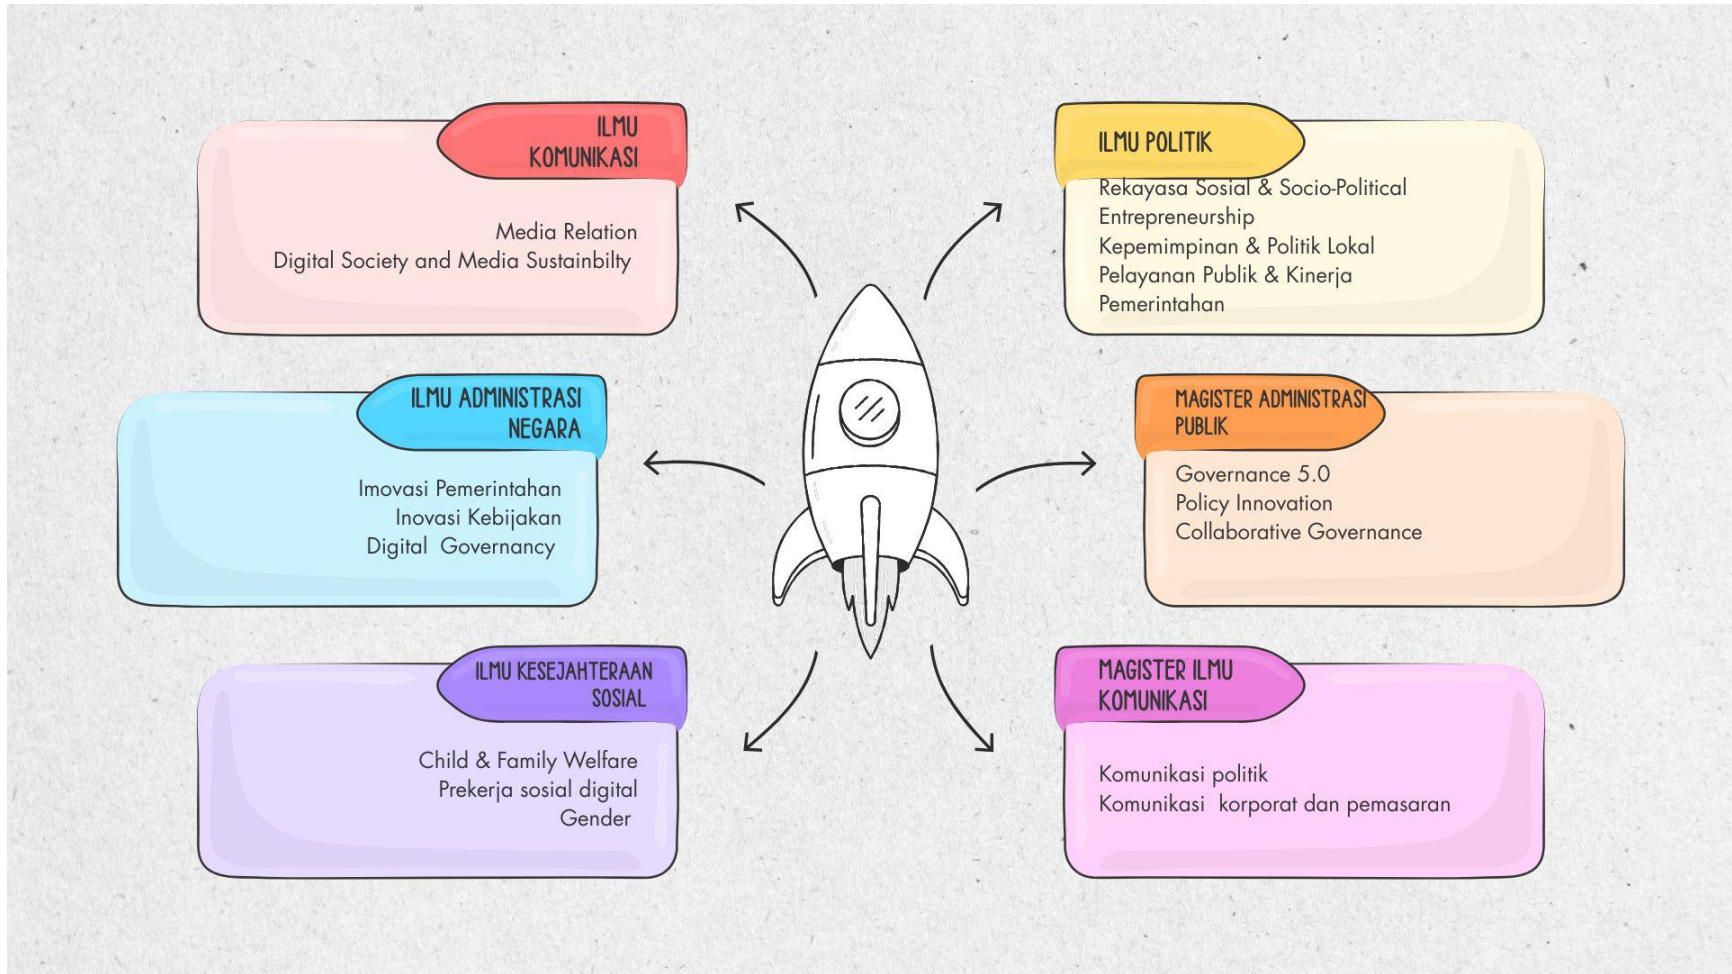 ILMU
KOMUNIKASI
Media Relation
Digital Society and Media Sustainbilty
ILMU POLITIK
Rekayasa Sosial & Socio-Political
Entrepreneurship
Kepemimpinan & Politik Lokal
Pelayanan Publik & Kinerja
Pemerintahan
ILMU ADMINISTRASI
NEGARA
Imovasi Pemerintahan
Inovasi Kebijakan
Digital Governancy
MAGISTER ADMINISTRASI
PUBLIK
Governance 5.0
Policy Innovation
Collaborative Governance
ILMU KESEJAHTERAAN
SOSIAL
Child & Family Welfare
Prekerja sosial digital
Gender
MAGISTER ILMU
KOMUNIKASI
Komunikasi politik
Komunikasi korporat dan pemasaran